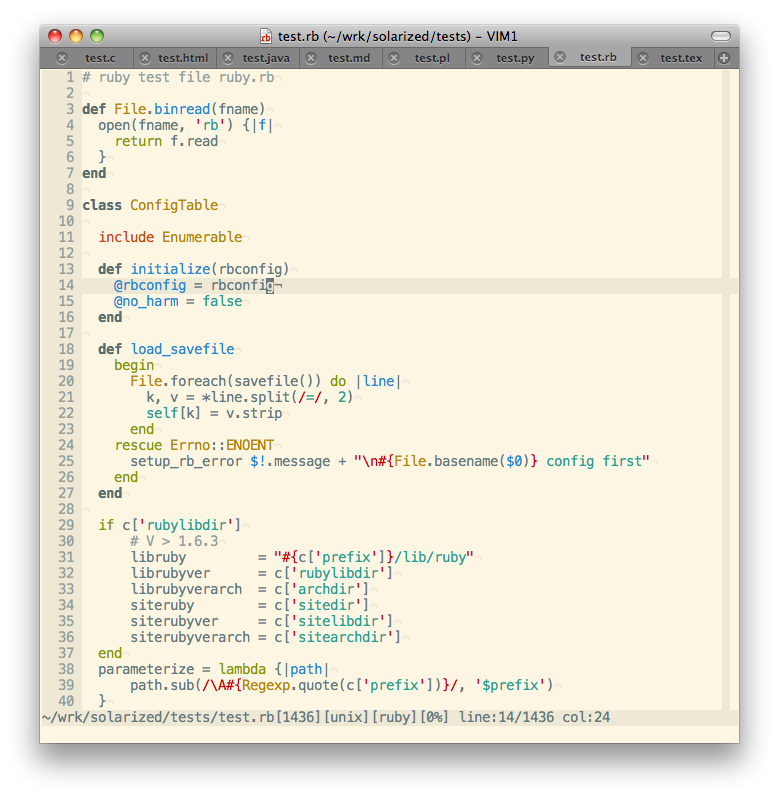 test.rb (~/wrk/solarized/tests) – VIM1
test.c test.html test.java test.md test.pl test.py test.rb test.tex
1 # ruby test file ruby.rb¬
2 ¬
3 def File.binread(fname)¬
4   open(fname, 'rb') {|f|¬
5     return f.read¬
6   }¬
7 end¬
8 ¬
9 class ConfigTable¬
10 ¬
11   include Enumerable¬
12 ¬
13   def initialize(rbconfig)¬
14     @rbconfig = rbconfig¬
15     @no_harm = false¬
16   end¬
17 ¬
18   def load_savefile¬
19     begin¬
20       File.foreach(savefile()) do |line|¬
21         k, v = *line.split(/=/, 2)¬
22         self[k] = v.strip¬
23       end¬
24     rescue Errno::ENOENT¬
25       setup_rb_error $!.message + "\n#{File.basename($0)} config first"¬
26     end¬
27   end¬
28 ¬
29   if c['rubylibdir']¬
30       # V > 1.6.3¬
31       libruby         = "#{c['prefix']}/lib/ruby"¬
32       librubyver      = c['rubylibdir']¬
33       librubyverarch  = c['archdir']¬
34       siteruby        = c['sitedir']¬
35       siterubyver     = c['sitelibdir']¬
36       siterubyverarch = c['sitearchdir']¬
37   end¬
38   parameterize = lambda {|path|¬
39       path.sub(/\A#{Regexp.quote(c['prefix'])}/, '$prefix')¬
40   }¬
~/wrk/solarized/tests/test.rb[1436][unix][ruby][0%] line:14/1436 col:24